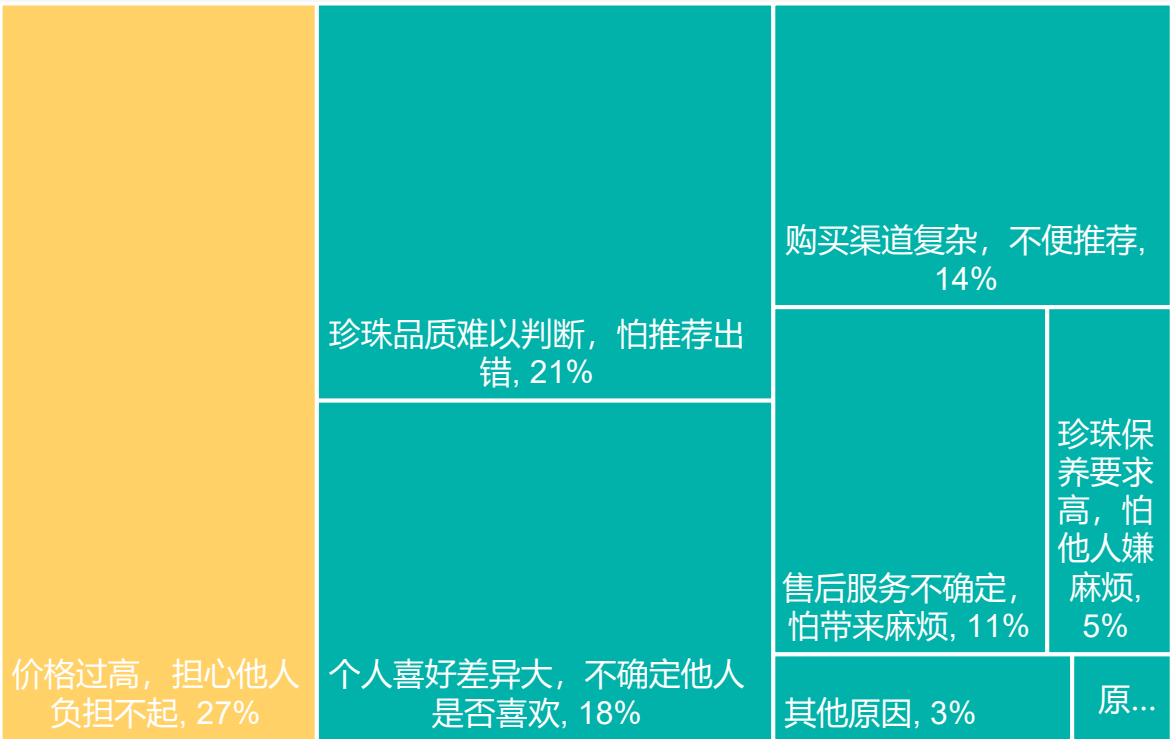 价格过高，担心他人
负担不起, 27%
珍珠品质难以判断，怕推荐出
错, 21%
个人喜好差异大，不确定他人
是否喜欢, 18%
购买渠道复杂，不便推荐,
14%
售后服务不确定，
怕带来麻烦, 11%
珍珠保
养要求
高，怕
他人嫌
麻烦,
5%
其他原因, 3%
原...